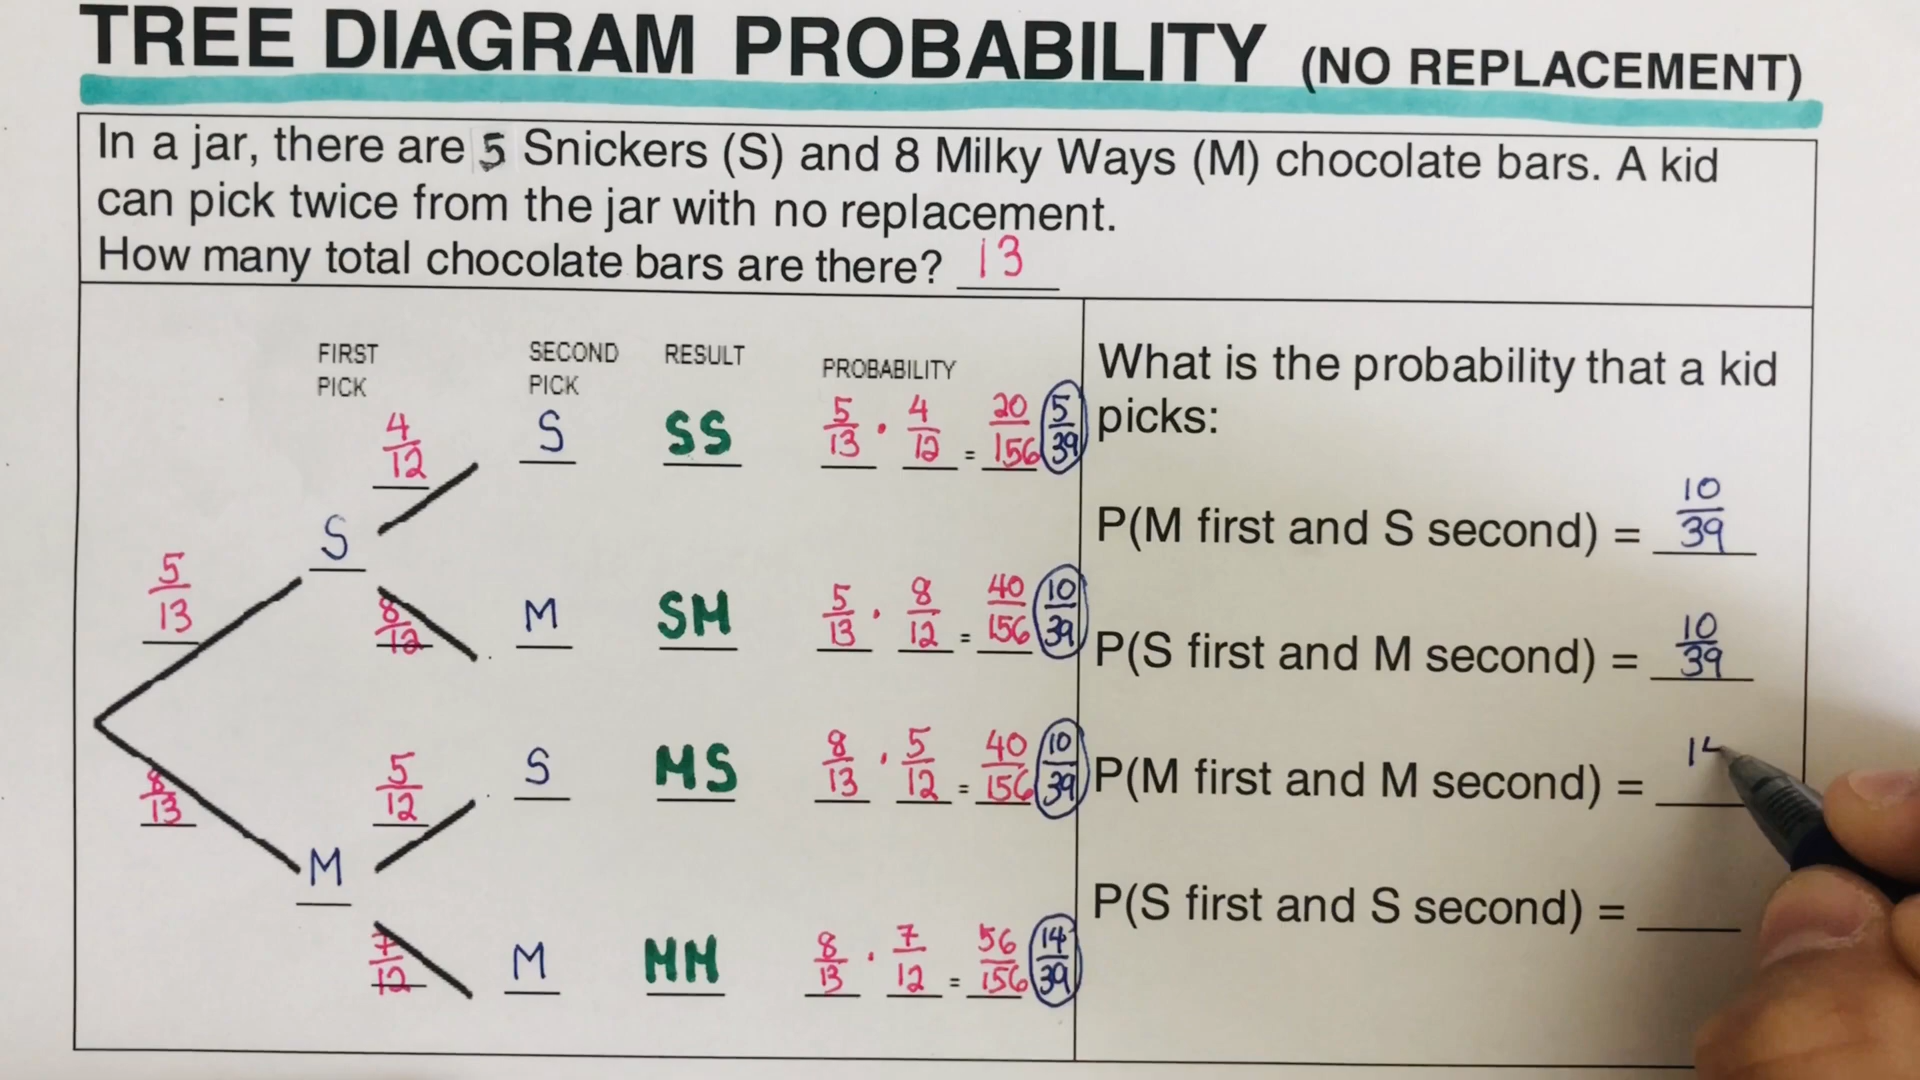 TREE DIAGRAM PROBABILITY (NO REPLACEMENT)
In a jar, there are 5 Snickers (S) and 8 Milky Ways (M) chocolate bars. A kid
can pick twice from the jar with no replacement.
How many total chocolate bars are there? 13
FIRST PICK
SECOND PICK
RESULT
PROBABILITY
5/13
S
4/12
S
SS
5/13 · 4/12 = 20/156 5/39
8/12
M
SM
5/13 · 8/12 = 40/156 10/39
8/13
M
5/12
S
MS
8/13 · 5/12 = 40/156 10/39
7/12
M
MM
8/13 · 7/12 = 56/156 14/39
What is the probability that a kid
picks:
P(M first and S second) = 10/39
P(S first and M second) = 10/39
P(M first and M second) = 14
P(S first and S second) =